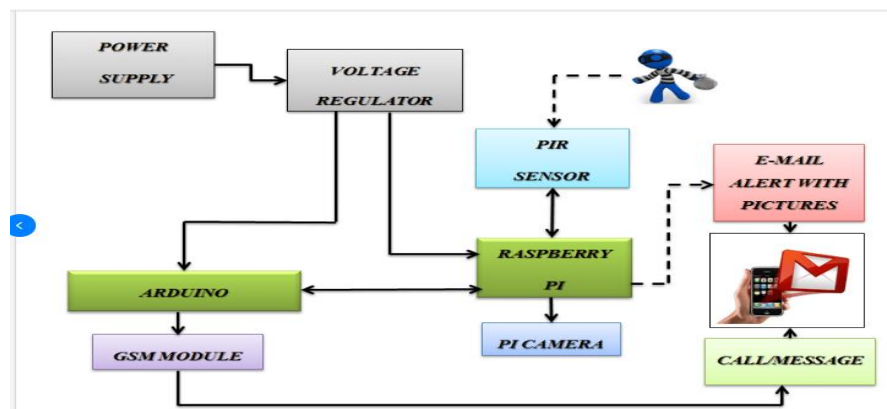 POWER
SUPPLY
VOLTAGE
REGULATOR
PIR
SENSOR
E-MAIL
ALERT WITH
PICTURES
RASPBERRY
PI
ARDUINO
PI CAMERA
GSM MODULE
CALL/MESSAGE